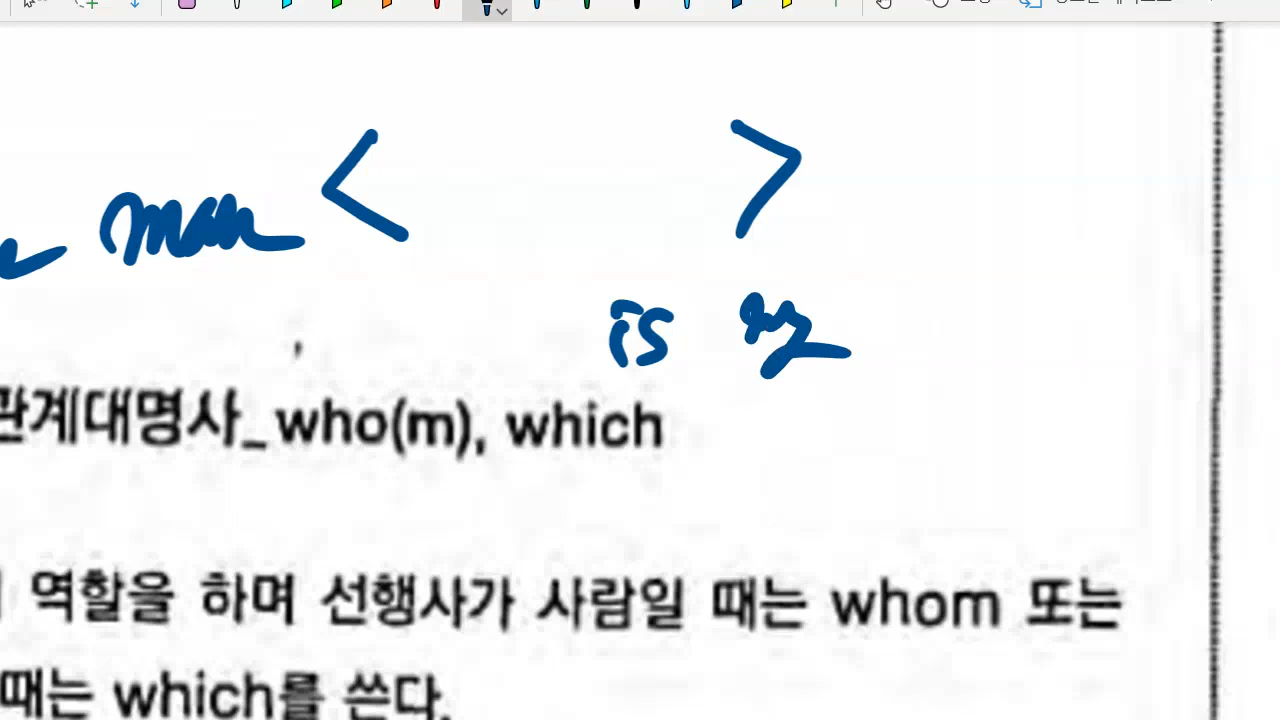 man < >
is my
관계대명사_who(m), which
역할을 하며 선행사가 사람일 때는 whom 또는
때는 which를 쓴다.